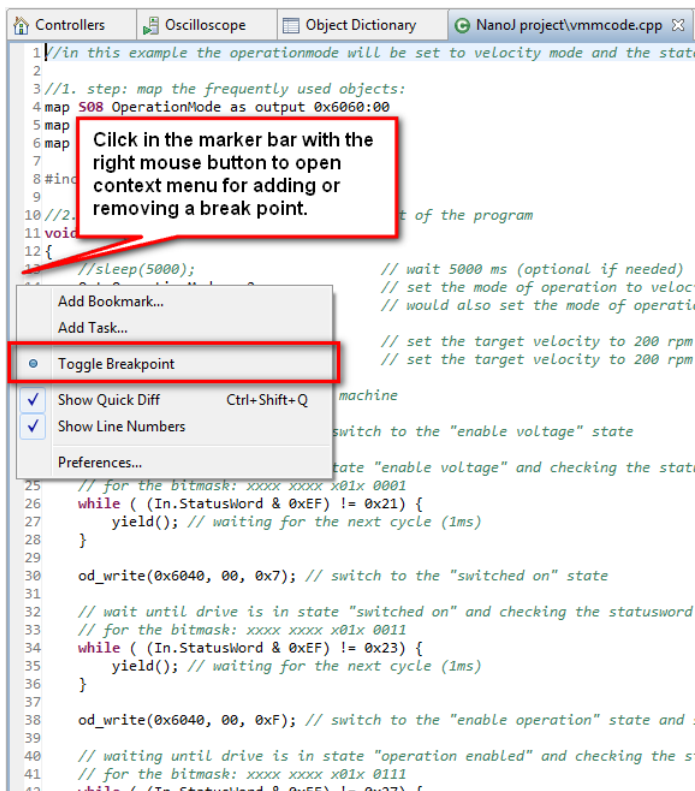 Controllers Oscilloscope Object Dictionary NanoJ project\vmmcode.cpp
1 //in this example the operationmode will be set to velocity mode and the stat
2
3 //1. step: map the frequently used objects:
4 map S08 OperationMode as output 0x6060:00
5 map
6 map
7
8 #inc
9
10 //2. t of the program
11 void
12 {
13 //sleep(5000); // wait 5000 ms (optional if needed)
// set the mode of operation to veloc
// would also set the mode of operatio
// set the target velocity to 200 rpm
// set the target velocity to 200 rpm
machine
switch to the "enable voltage" state
tate "enable voltage" and checking the statu
Cilck in the marker bar with the
right mouse button to open
context menu for adding or
removing a break point.
Add Bookmark...
Add Task...
Toggle Breakpoint
Show Quick Diff Ctrl+Shift+Q
Show Line Numbers
Preferences...
25 // for the bitmask: xxxx xxxx x01x 0001
26 while ( (In.StatusWord & 0xEF) != 0x21) {
27 yield(); // waiting for the next cycle (1ms)
28 }
29
30 od_write(0x6040, 00, 0x7); // switch to the "switched on" state
31
32 // wait until drive is in state "switched on" and checking the statusword
33 // for the bitmask: xxxx xxxx x01x 0011
34 while ( (In.StatusWord & 0xEF) != 0x23) {
35 yield(); // waiting for the next cycle (1ms)
36 }
37
38 od_write(0x6040, 00, 0xF); // switch to the "enable operation" state and s
39
40 // waiting until drive is in state "operation enabled" and checking the st
41 // for the bitmask: xxxx xxxx x01x 0111
42 while ( (In.StatusWord & 0xEF) != 0x27) {